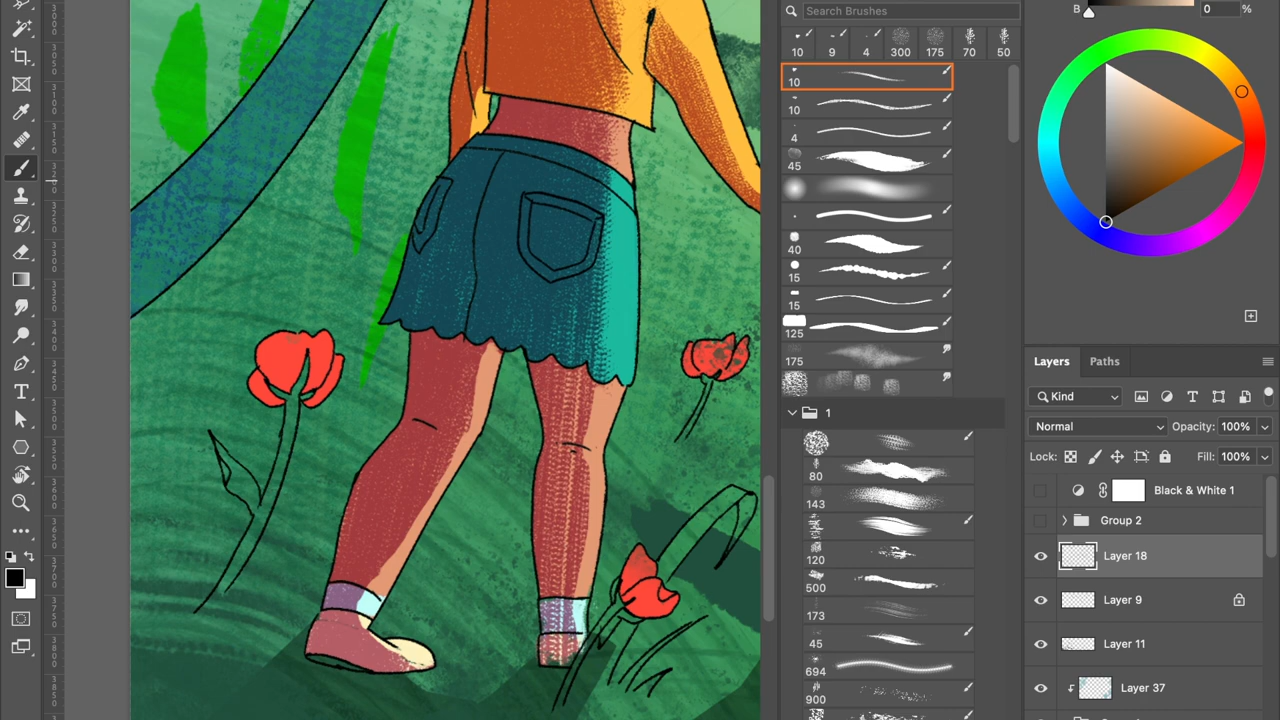 Search Brushes
B 0 %
10 9 4 300 175 70 50
10
10
4
45
40
15
15
125
175
1
80
143
120
500
173
45
694
900
Layers Paths
Kind
Normal Opacity: 100%
Lock: Fill: 100%
Black & White 1
Group 2
Layer 18
Layer 9
Layer 11
Layer 37